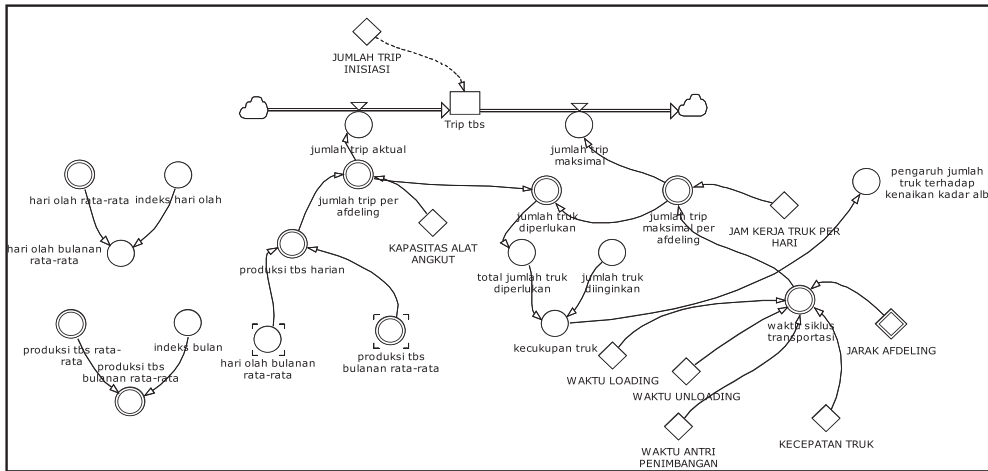 JUMLAH TRIP
INISIASI
Trip tbs
jumlah trip aktual
jumlah trip
maksimal
pengaruh jumlah
truk terhadap
kenaikan kadar alb
hari olah rata-rata
indeks hari olah
jumlah trip per
afdeling
jumlah truk
diperlukan
jumlah trip
maksimal per
afdeling
JAM KERJA TRUK PER
HARI
KAPASITAS ALAT
ANGKUT
hari olah bulanan
rata-rata
produksi tbs harian
total jumlah truk
diperlukan
jumlah truk
diinginkan
waktu siklus
transportasi
produksi tbs rata-
rata
indeks bulan
produksi tbs
bulanan rata-rata
hari olah bulanan
rata-rata
produksi tbs
bulanan rata-rata
kecukupan truk
JARAK AFDELING
WAKTU LOADING
WAKTU UNLOADING
WAKTU ANTRI
PENIMBANGAN
KECEPATAN TRUK